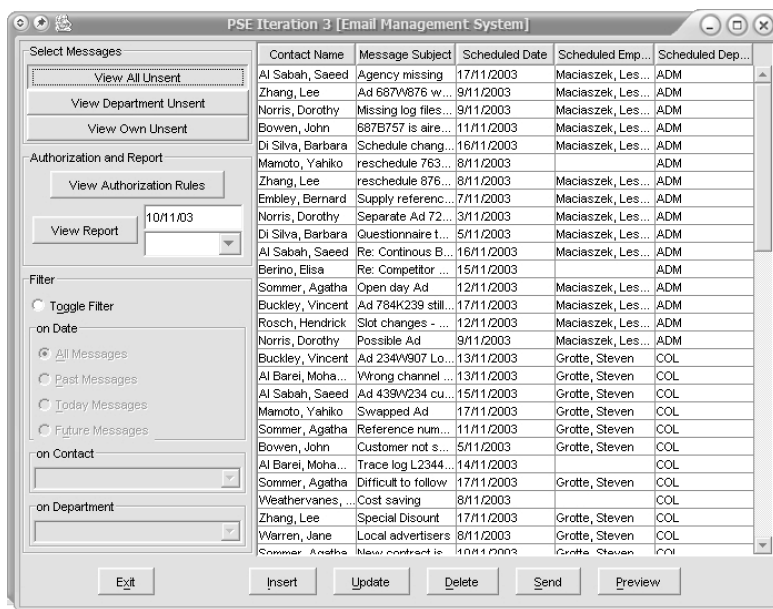 PSE Iteration 3 [Email Management System]
Select Messages
View All Unsent
View Department Unsent
View Own Unsent
Authorization and Report
View Authorization Rules
View Report
10/11/03
Filter
Toggle Filter
on Date
All Messages
Past Messages
Today Messages
Future Messages
on Contact
on Department
Contact Name Message Subject Scheduled Date Scheduled Emp... Scheduled Dep...
Al Sabah, Saeed Agency missing 17/11/2003 Maciaszek, Les... ADM
Zhang, Lee Ad 687W876 w... 9/11/2003 Maciaszek, Les... ADM
Norris, Dorothy Missing log files... 9/11/2003 Maciaszek, Les... ADM
Bowen, John 687B757 is aire... 11/11/2003 Maciaszek, Les... ADM
Di Silva, Barbara Schedule chang... 16/11/2003 Maciaszek, Les... ADM
Mamoto, Yahiko reschedule 763... 8/11/2003 ADM
Zhang, Lee reschedule 876... 8/11/2003 Maciaszek, Les... ADM
Embley, Bernard Supply referenc... 7/11/2003 Maciaszek, Les... ADM
Norris, Dorothy Separate Ad 72... 3/11/2003 Maciaszek, Les... ADM
Di Silva, Barbara Questionnaire t... 5/11/2003 Maciaszek, Les... ADM
Al Sabah, Saeed Re: Continous B... 16/11/2003 Maciaszek, Les... ADM
Berino, Elisa Re: Competitor ... 15/11/2003 ADM
Sommer, Agatha Open day Ad 12/11/2003 Maciaszek, Les... ADM
Buckley, Vincent Ad 784K239 still... 17/11/2003 Maciaszek, Les... ADM
Rosch, Hendrick Slot changes - ... 12/11/2003 Maciaszek, Les... ADM
Norris, Dorothy Possible Ad 9/11/2003 Maciaszek, Les... ADM
Buckley, Vincent Ad 234W907 Lo... 13/11/2003 Grotte, Steven COL
Al Barei, Moha... Wrong channel ... 13/11/2003 Grotte, Steven COL
Al Sabah, Saeed Ad 439W234 cu... 15/11/2003 Grotte, Steven COL
Mamoto, Yahiko Swapped Ad 17/11/2003 Grotte, Steven COL
Sommer, Agatha Reference num... 11/11/2003 Grotte, Steven COL
Bowen, John Customer not s... 5/11/2003 Grotte, Steven COL
Al Barei, Moha... Trace log L2344... 14/11/2003 COL
Sommer, Agatha Difficult to follow 17/11/2003 Grotte, Steven COL
Weathervanes, ... Cost saving 8/11/2003 COL
Zhang, Lee Special Disount 17/11/2003 Grotte, Steven COL
Warren, Jane Local advertisers 8/11/2003 Grotte, Steven COL
Sommer, Agatha New contract is 10/11/2003 Grotte, Steven COL
Exit Insert Update Delete Send Preview